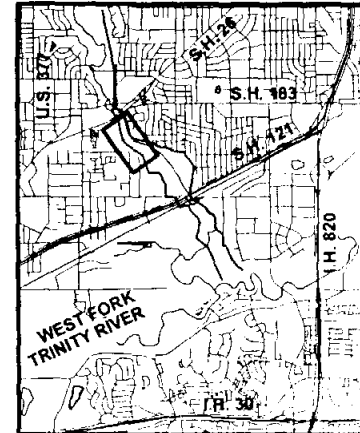 U.S. 377
S.H. 26
S.H. 183
S.H. 121
I.H. 820
WEST FORK
TRINITY RIVER
I.H. 30